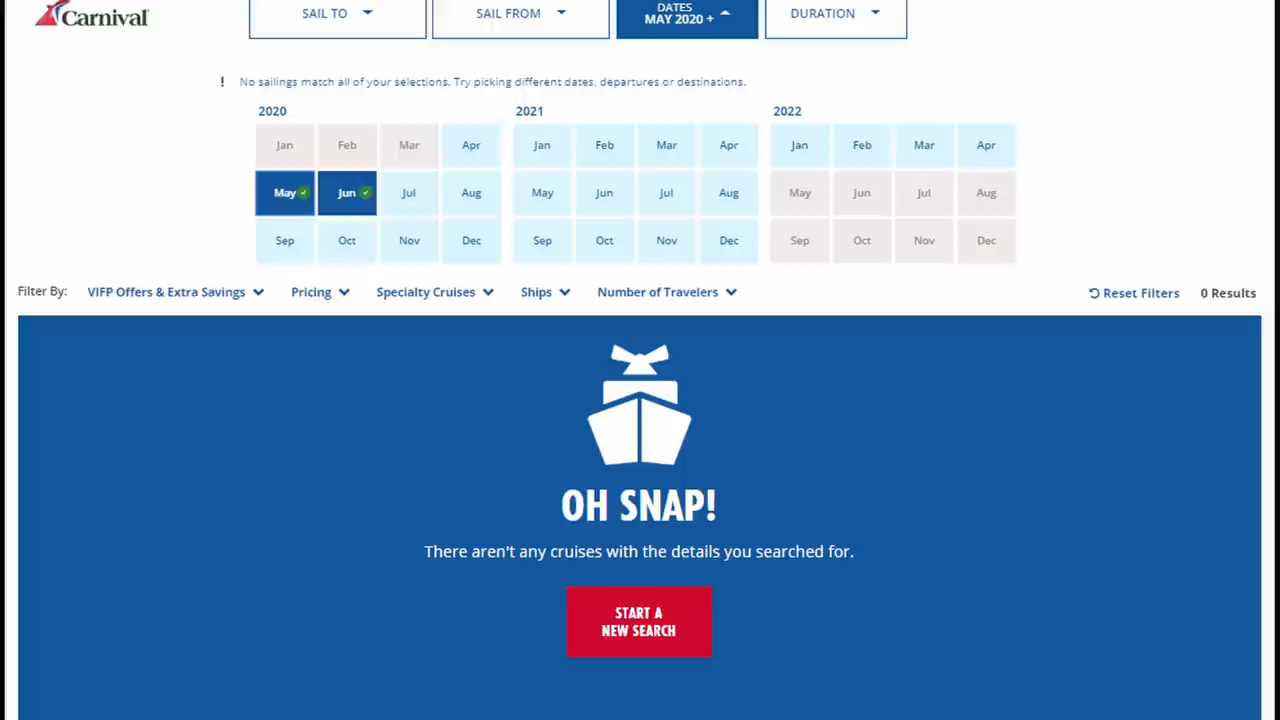 Carnival
SAIL TO
SAIL FROM
DATES
MAY 2020 +
DURATION
! No sailings match all of your selections. Try picking different dates, departures or destinations.
2020 2021 2022
Jan Feb Mar Apr Jan Feb Mar Apr Jan Feb Mar Apr
May Jun Jul Aug May Jun Jul Aug May Jun Jul Aug
Sep Oct Nov Dec Sep Oct Nov Dec Sep Oct Nov Dec
Filter By: VIFP Offers & Extra Savings Pricing Specialty Cruises Ships Number of Travelers Reset Filters 0 Results
OH SNAP!
There aren't any cruises with the details you searched for.
START A
NEW SEARCH